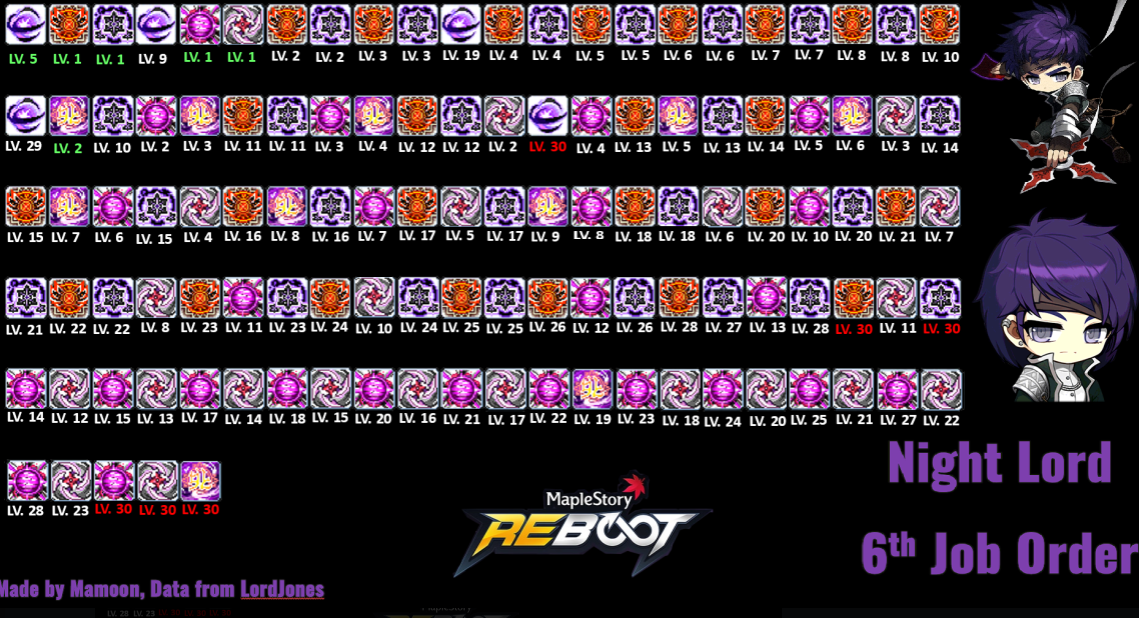 LV. 5 LV. 1 LV. 1 LV. 9 LV. 1 LV. 1 LV. 2 LV. 2 LV. 3 LV. 3 LV. 19 LV. 4 LV. 4 LV. 5 LV. 5 LV. 6 LV. 6 LV. 7 LV. 7 LV. 8 LV. 8 LV. 10
LV. 29 LV. 2 LV. 10 LV. 2 LV. 3 LV. 11 LV. 11 LV. 3 LV. 4 LV. 12 LV. 12 LV. 2 LV. 30 LV. 4 LV. 13 LV. 5 LV. 13 LV. 14 LV. 5 LV. 6 LV. 3 LV. 14
LV. 15 LV. 7 LV. 6 LV. 15 LV. 4 LV. 16 LV. 8 LV. 16 LV. 7 LV. 17 LV. 5 LV. 17 LV. 9 LV. 8 LV. 18 LV. 18 LV. 6 LV. 20 LV. 10 LV. 20 LV. 21 LV. 7
LV. 21 LV. 22 LV. 22 LV. 8 LV. 23 LV. 11 LV. 23 LV. 24 LV. 10 LV. 24 LV. 25 LV. 25 LV. 26 LV. 12 LV. 26 LV. 28 LV. 27 LV. 13 LV. 28 LV. 30 LV. 11 LV. 30
LV. 14 LV. 12 LV. 15 LV. 13 LV. 17 LV. 14 LV. 18 LV. 15 LV. 20 LV. 16 LV. 21 LV. 17 LV. 22 LV. 19 LV. 23 LV. 18 LV. 24 LV. 20 LV. 25 LV. 21 LV. 27 LV. 22
LV. 28 LV. 23 LV. 30 LV. 30 LV. 30
MapleStory
REBOOT
Night Lord
6th Job Order
Made by Mamoon, Data from LordJones